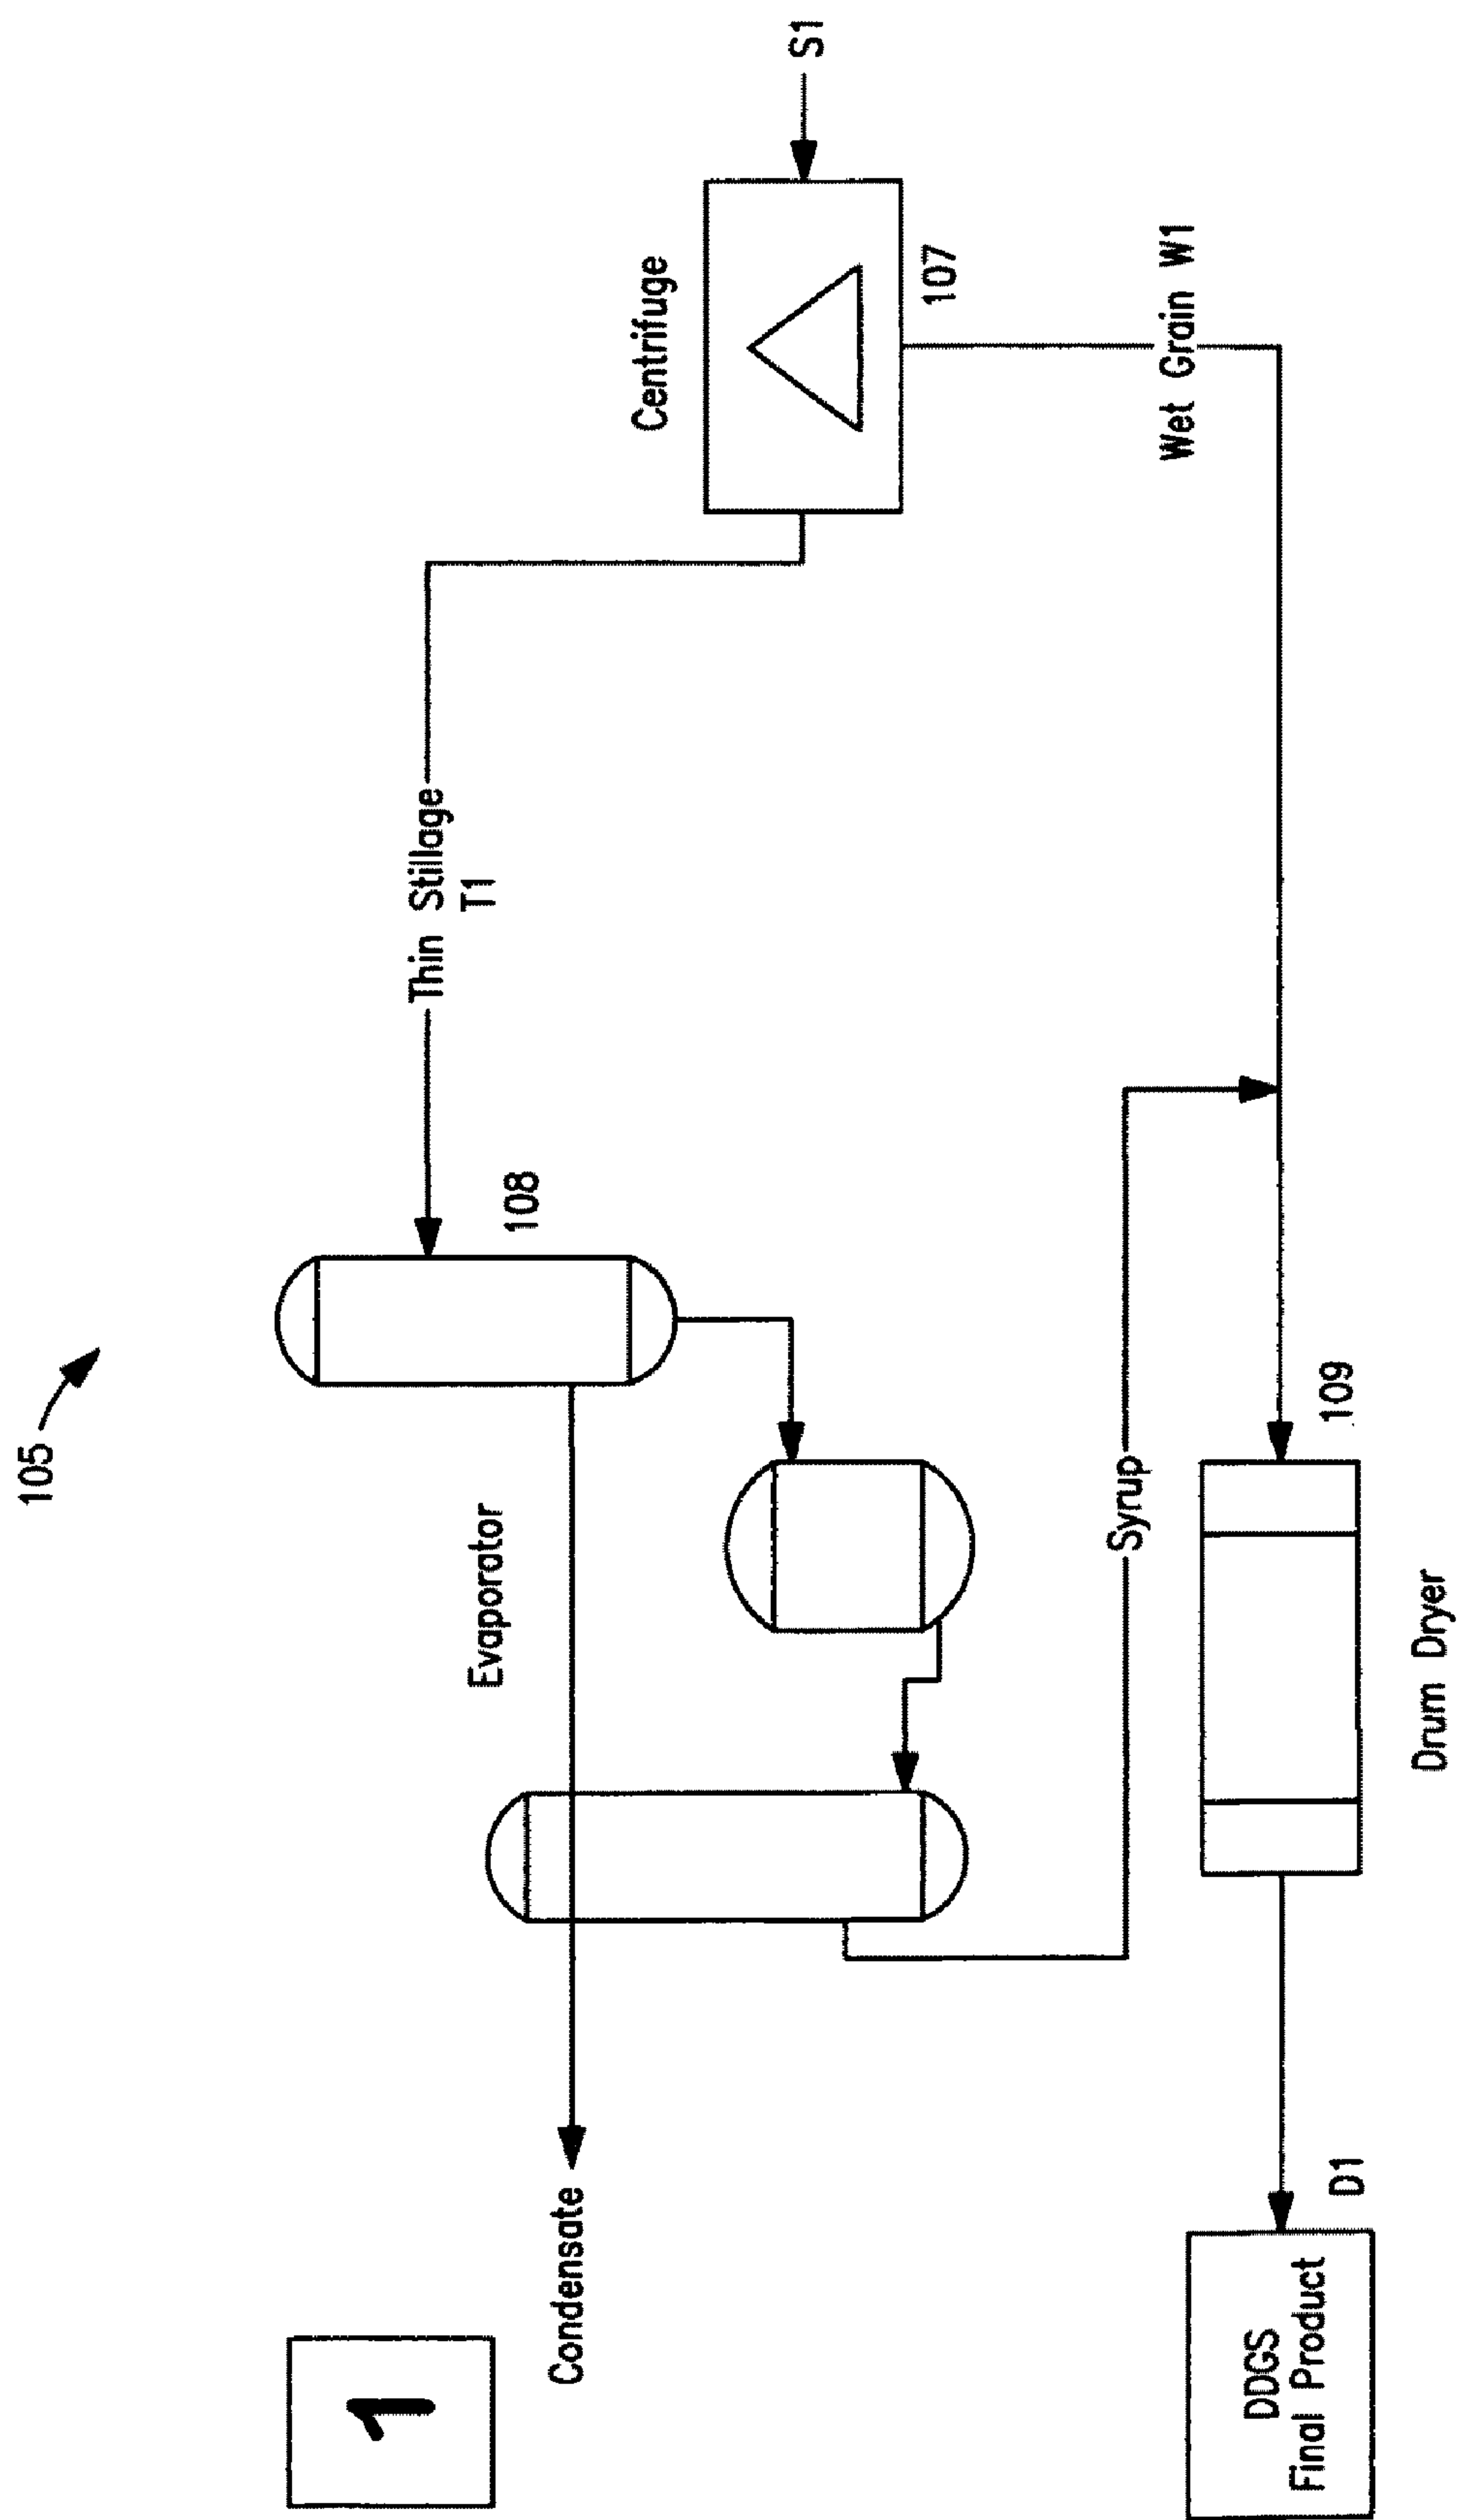 105
1
Condensate
Evaporator
108
Thin Stillage
T1
Centrifuge
107
S1
Wet Grain W1
Syrup
109
Drum Dryer
D1
DDGS
Final Product